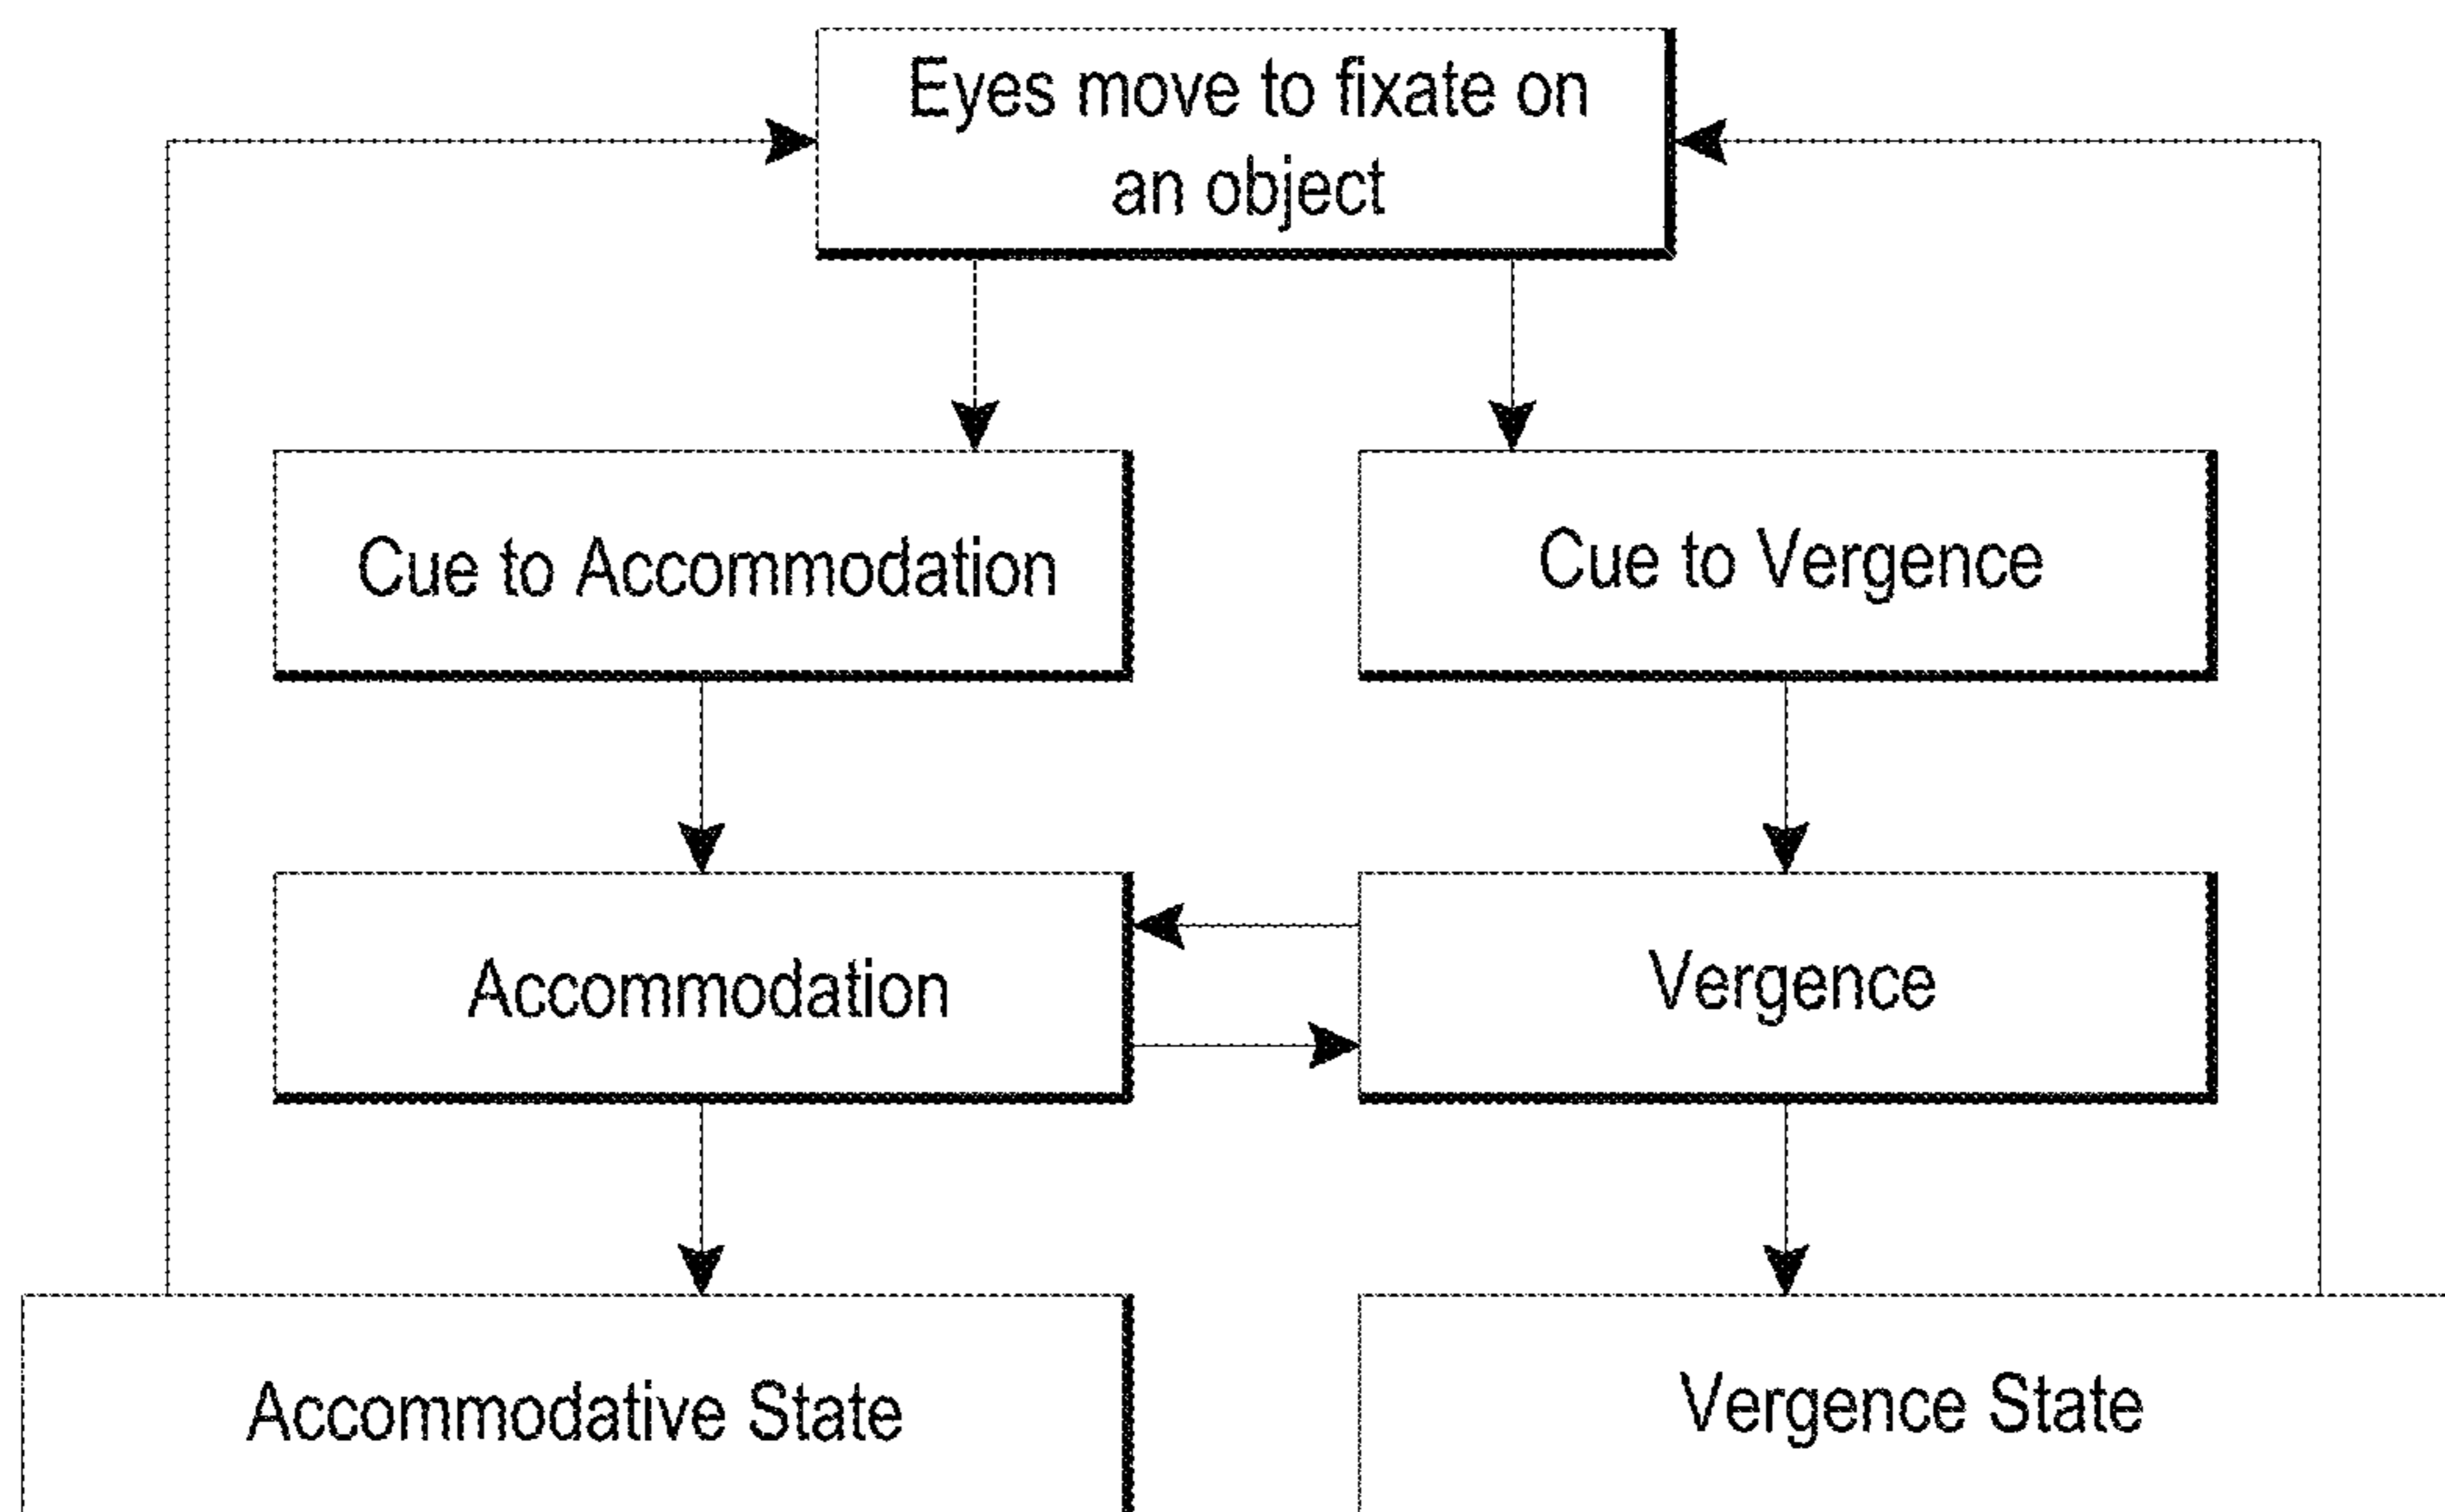 Eyes move to fixate on
an object
Cue to Accommodation
Cue to Vergence
Accommodation
Vergence
Accommodative State
Vergence State